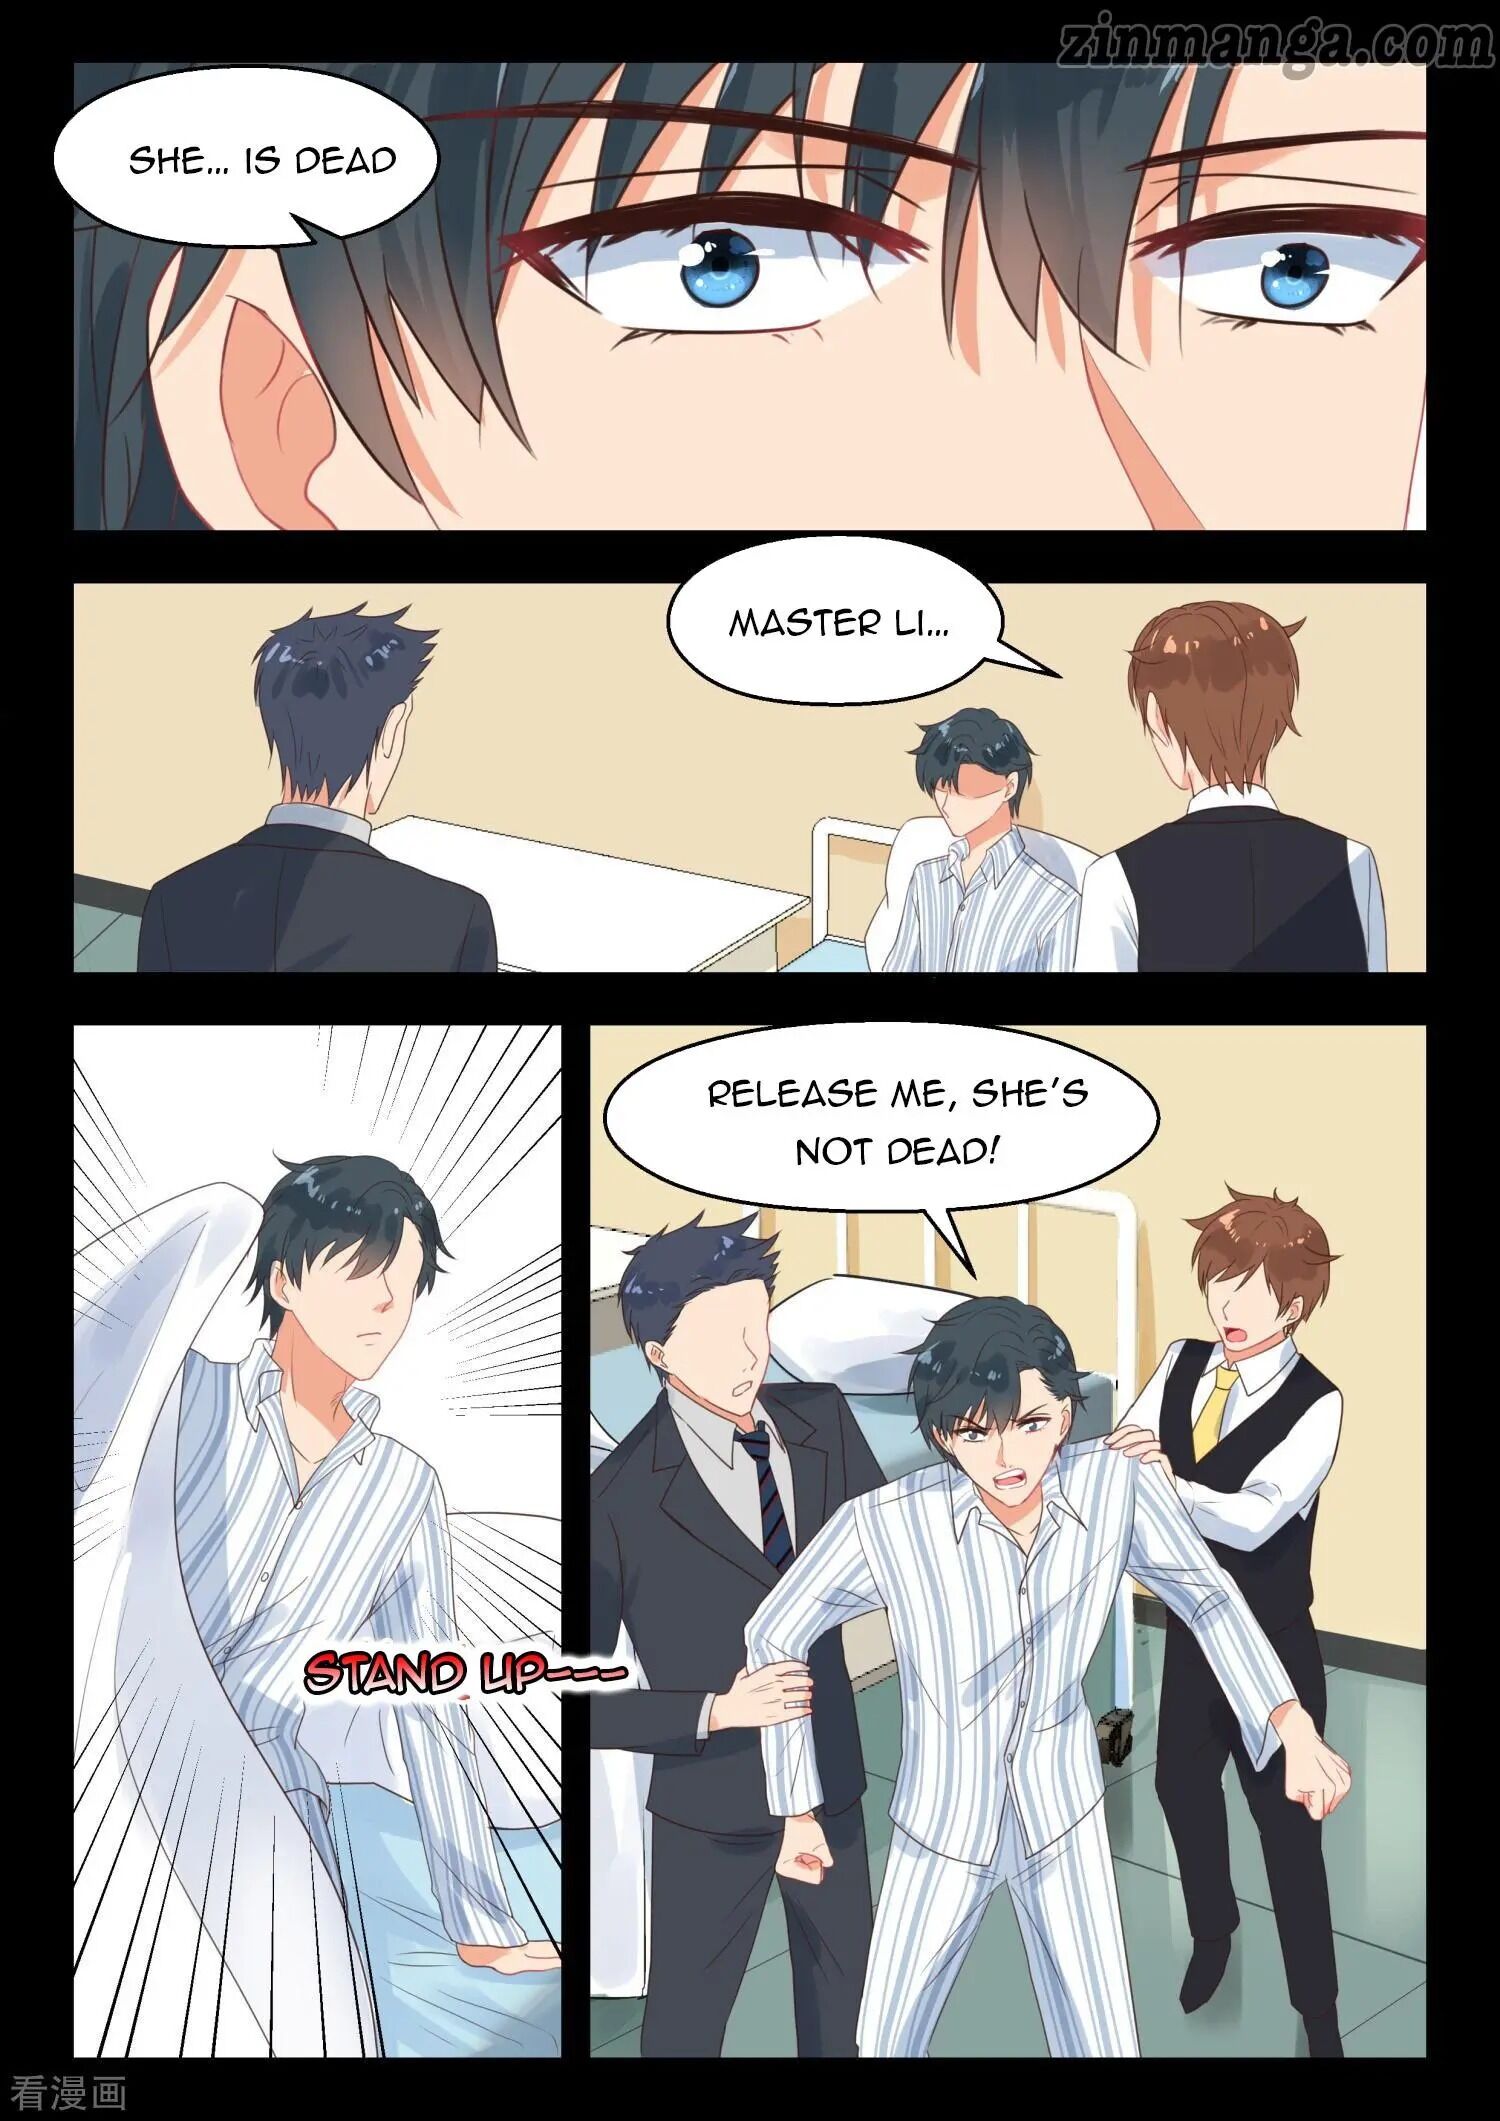 zinmanga.com
SHE... IS DEAD
MASTER LI...
RELEASE ME, SHE'S
NOT DEAD!
STAND UP---
看漫画